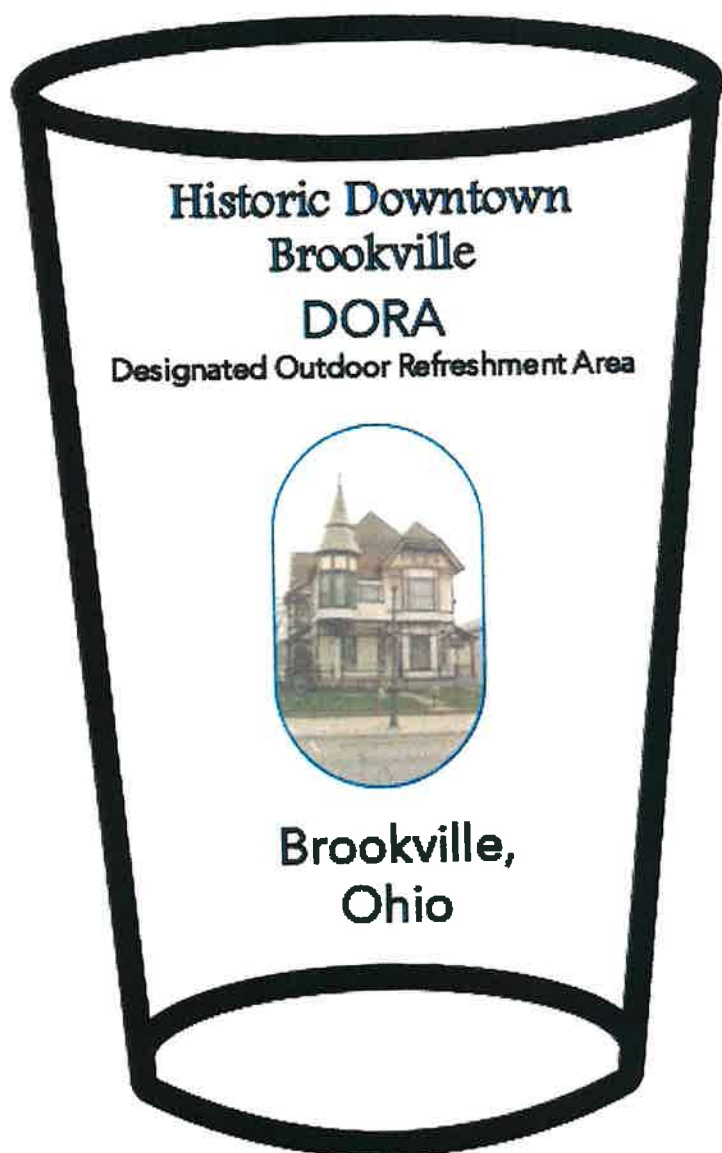 Historic Downtown
Brookville
DORA
Designated Outdoor Refreshment Area
Brookville,
Ohio